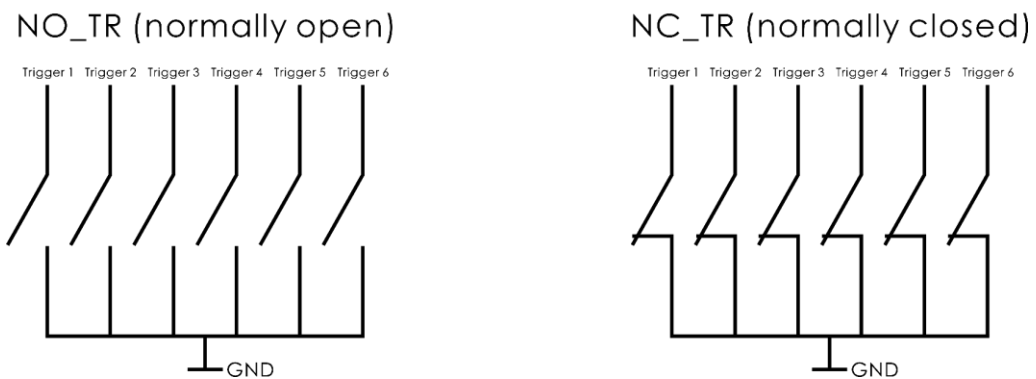 NO_TR (normally open)
Trigger 1 Trigger 2 Trigger 3 Trigger 4 Trigger 5 Trigger 6
GND
NC_TR (normally closed)
Trigger 1 Trigger 2 Trigger 3 Trigger 4 Trigger 5 Trigger 6
GND